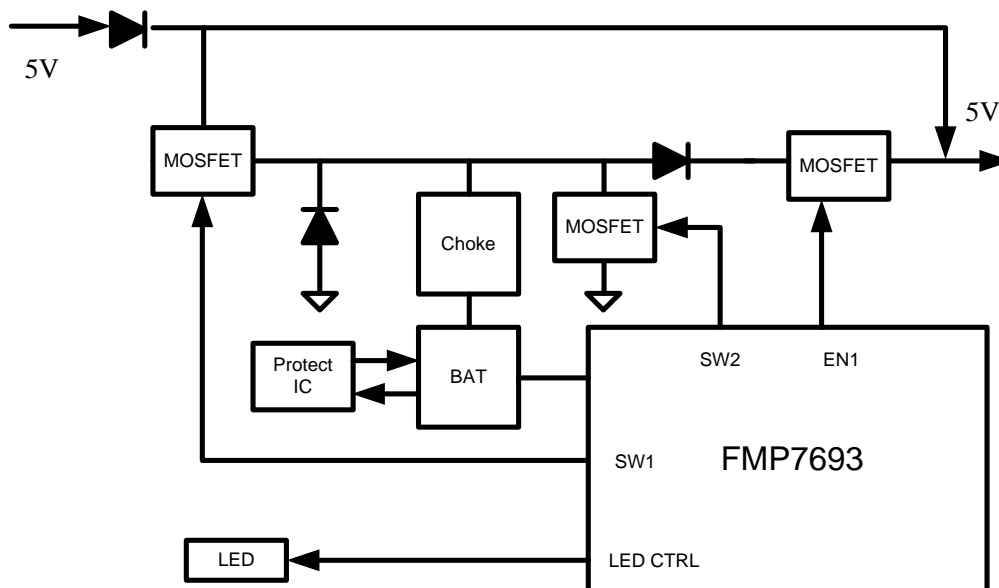 5V
5V
MOSFET
MOSFET
Choke
MOSFET
Protect
IC
BAT
SW2
EN1
SW1
FMP7693
LED
LED CTRL